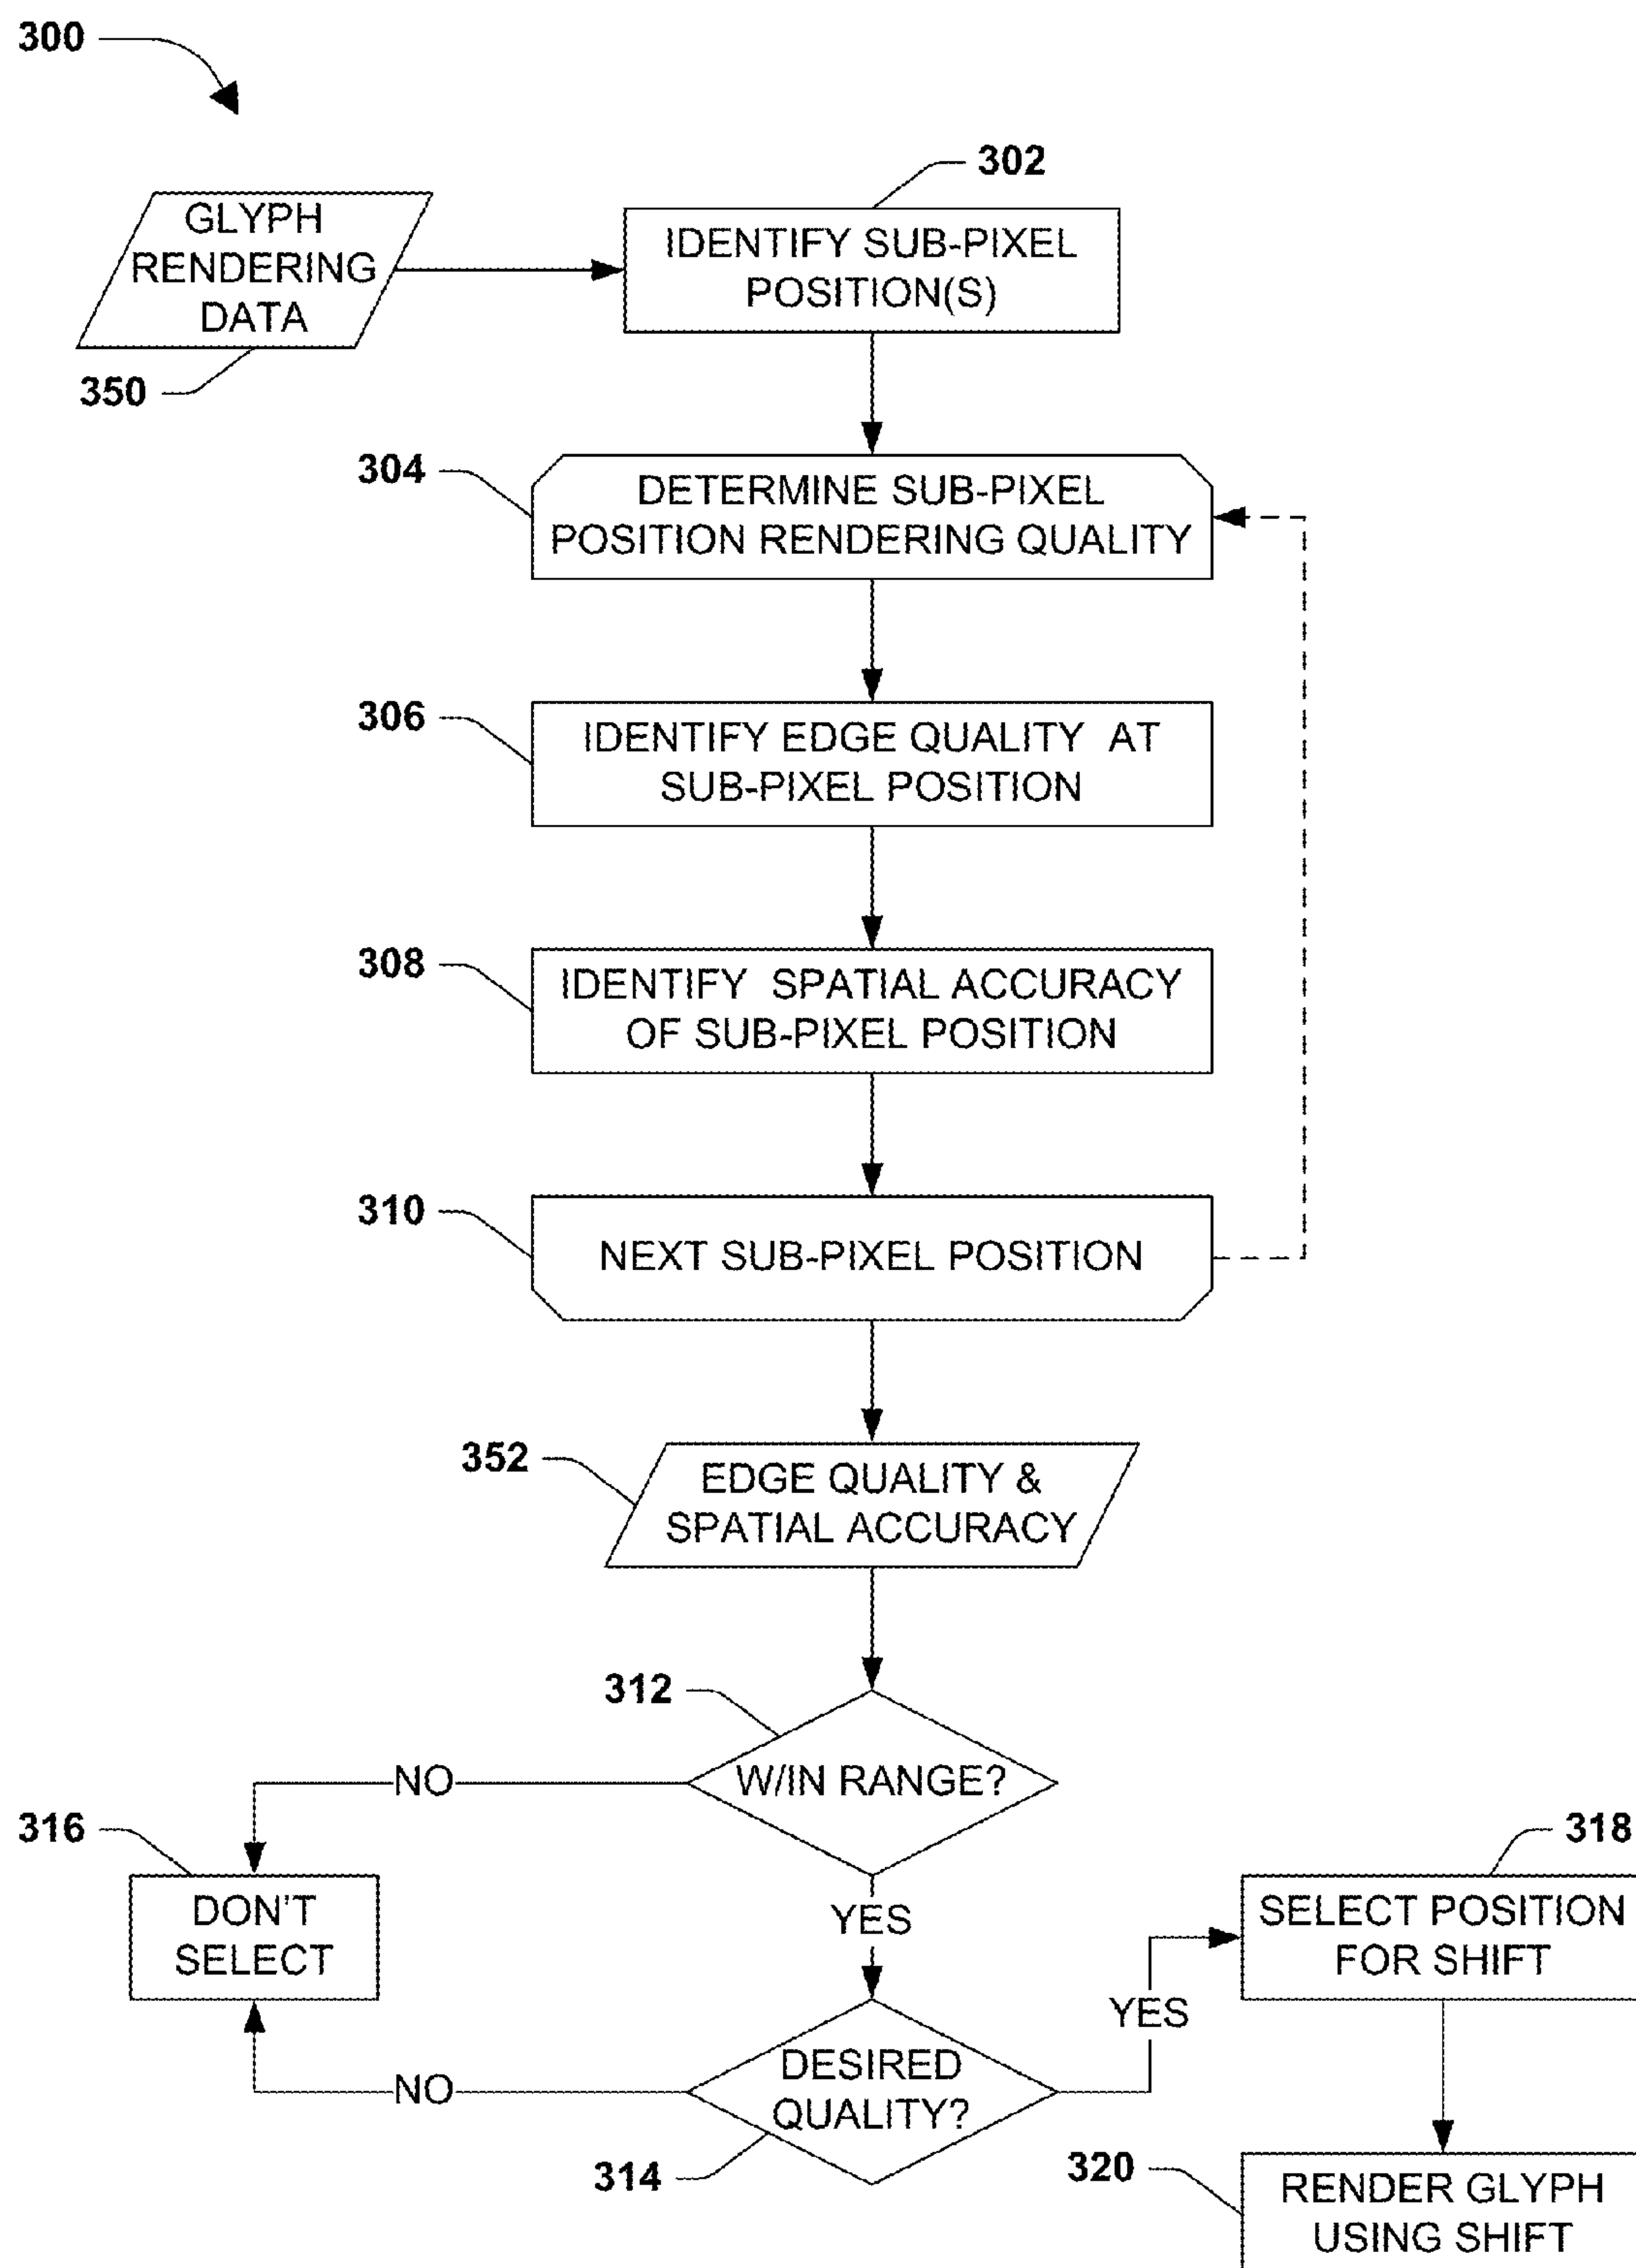 300
302
GLYPH
RENDERING
DATA
350
IDENTIFY SUB-PIXEL
POSITION(S)
304
DETERMINE SUB-PIXEL
POSITION RENDERING QUALITY
306
IDENTIFY EDGE QUALITY AT
SUB-PIXEL POSITION
308
IDENTIFY SPATIAL ACCURACY
OF SUB-PIXEL POSITION
310
NEXT SUB-PIXEL POSITION
352
EDGE QUALITY &
SPATIAL ACCURACY
312
W/IN RANGE?
NO
316
DON'T
SELECT
YES
318
SELECT POSITION
FOR SHIFT
YES
NO
DESIRED
QUALITY?
314
320
RENDER GLYPH
USING SHIFT